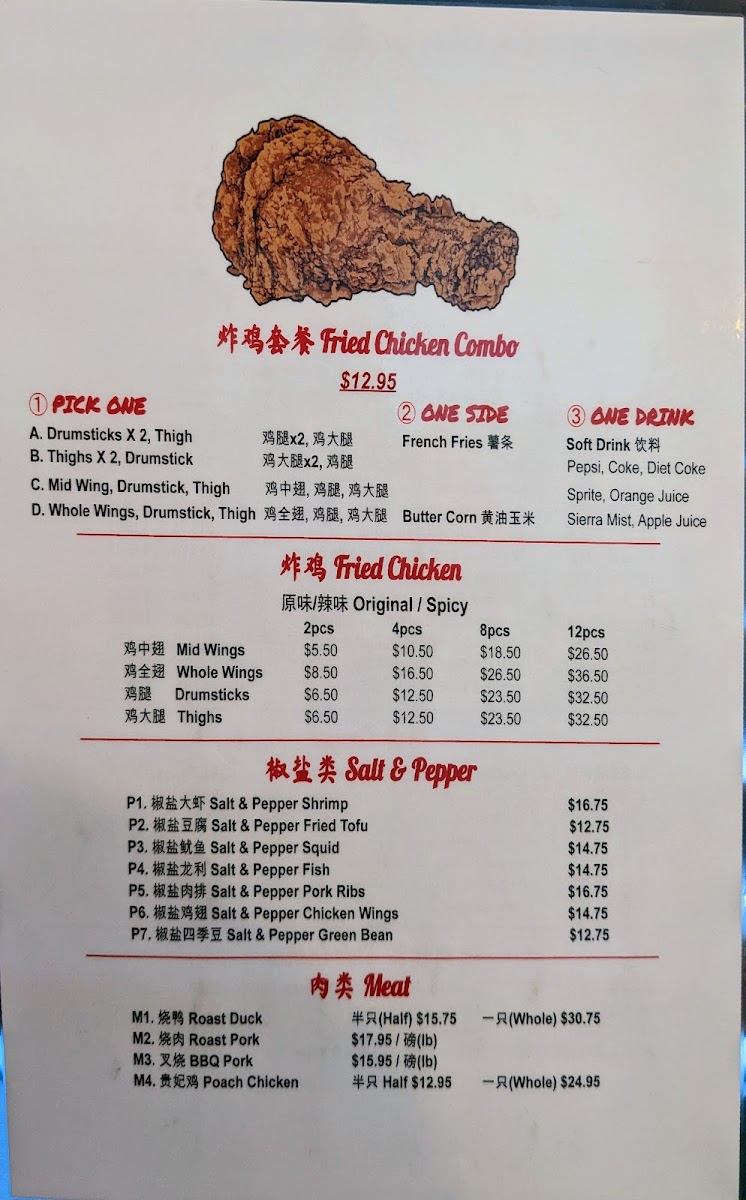 炸鸡套餐 Fried Chicken Combo
$12.95
① PICK ONE
A. Drumsticks X 2, Thigh 鸡腿x2, 鸡大腿
B. Thighs X 2, Drumstick 鸡大腿x2, 鸡腿
C. Mid Wing, Drumstick, Thigh 鸡中翅, 鸡腿, 鸡大腿
D. Whole Wings, Drumstick, Thigh 鸡全翅, 鸡腿, 鸡大腿
② ONE SIDE
French Fries 薯条
Butter Corn 黄油玉米
③ ONE DRINK
Soft Drink 饮料
Pepsi, Coke, Diet Coke
Sprite, Orange Juice
Sierra Mist, Apple Juice
炸鸡 Fried Chicken
原味/辣味 Original / Spicy
2pcs 4pcs 8pcs 12pcs
鸡中翅 Mid Wings $5.50 $10.50 $18.50 $26.50
鸡全翅 Whole Wings $8.50 $16.50 $26.50 $36.50
鸡腿 Drumsticks $6.50 $12.50 $23.50 $32.50
鸡大腿 Thighs $6.50 $12.50 $23.50 $32.50
椒盐类 Salt & Pepper
P1. 椒盐大虾 Salt & Pepper Shrimp $16.75
P2. 椒盐豆腐 Salt & Pepper Fried Tofu $12.75
P3. 椒盐鱿鱼 Salt & Pepper Squid $14.75
P4. 椒盐龙利 Salt & Pepper Fish $14.75
P5. 椒盐肉排 Salt & Pepper Pork Ribs $16.75
P6. 椒盐鸡翅 Salt & Pepper Chicken Wings $14.75
P7. 椒盐四季豆 Salt & Pepper Green Bean $12.75
肉类 Meat
M1. 烧鸭 Roast Duck 半只(Half) $15.75 一只(Whole) $30.75
M2. 烧肉 Roast Pork $17.95 / 磅(lb)
M3. 叉烧 BBQ Pork $15.95 / 磅(lb)
M4. 贵妃鸡 Poach Chicken 半只 Half $12.95 一只(Whole) $24.95